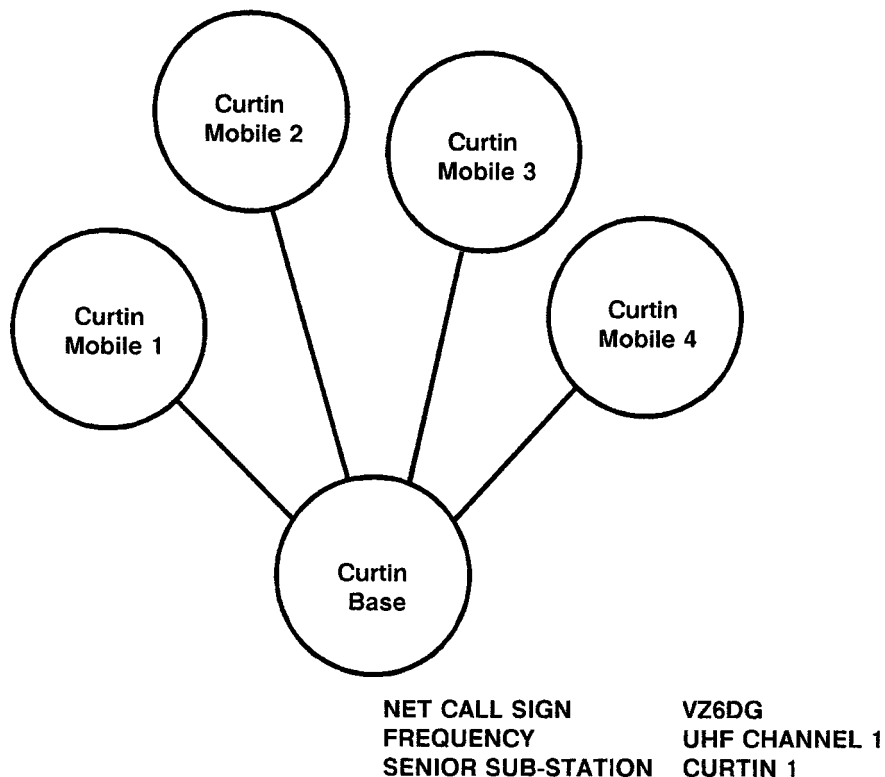 Curtin
Mobile 2
Curtin
Mobile 3
Curtin
Mobile 1
Curtin
Mobile 4
Curtin
Base
NET CALL SIGN VZ6DG
FREQUENCY UHF CHANNEL 1
SENIOR SUB-STATION CURTIN 1